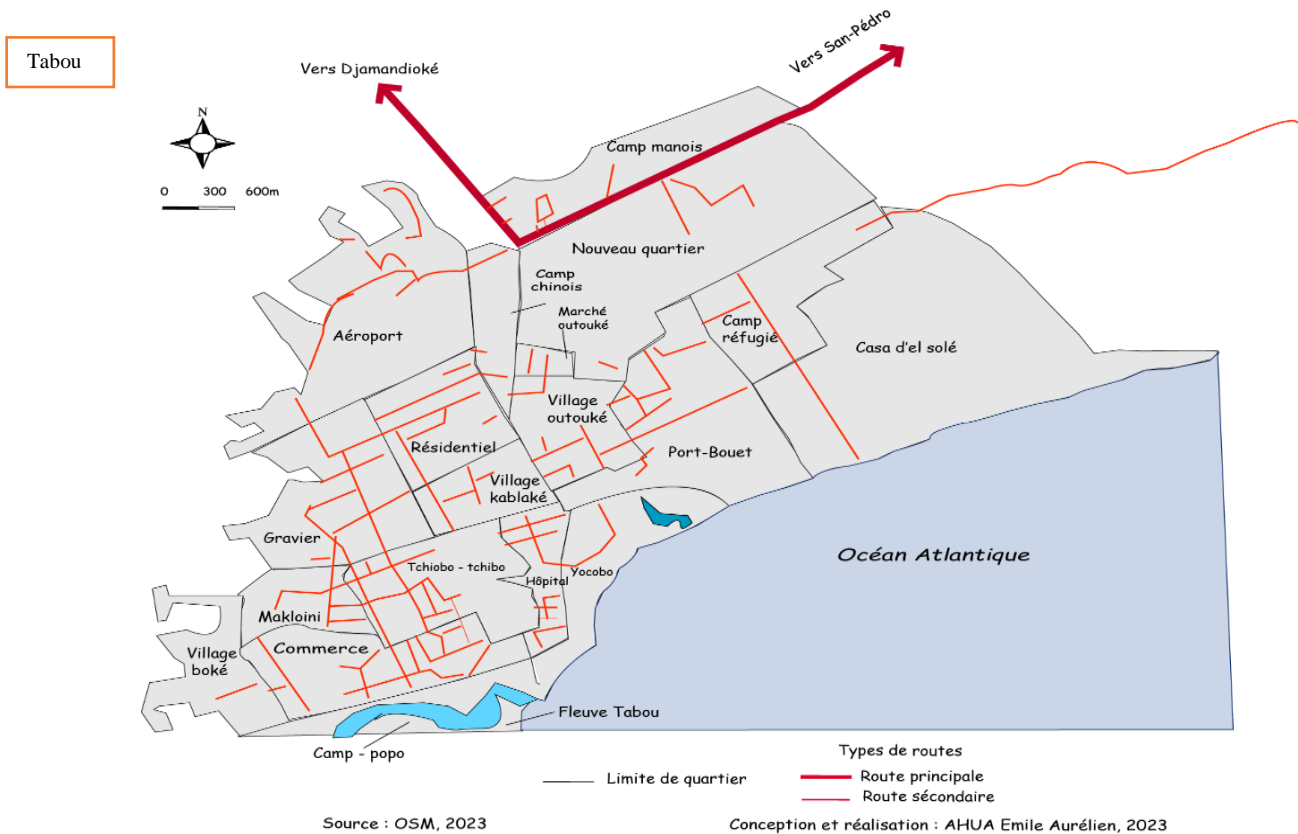 Tabou
Vers Djamandioké
Vers San-Pédro
N
0 300 600m
Camp manois
Nouveau quartier
Camp
chinois
Marché
outouké
Aéroport
Camp
réfugié
Casa d'el solé
Village
outouké
Résidentiel
Port-Bouet
Village
kablaké
Gravier
Océan Atlantique
Tchiobo - tchibo
Hôpital
Yocobo
Makloini
Commerce
Village
boké
Fleuve Tabou
Camp - popo
Types de routes
Limite de quartier
Route principale
Route sécondaire
Source : OSM, 2023
Conception et réalisation : AHUA Emile Aurélien, 2023